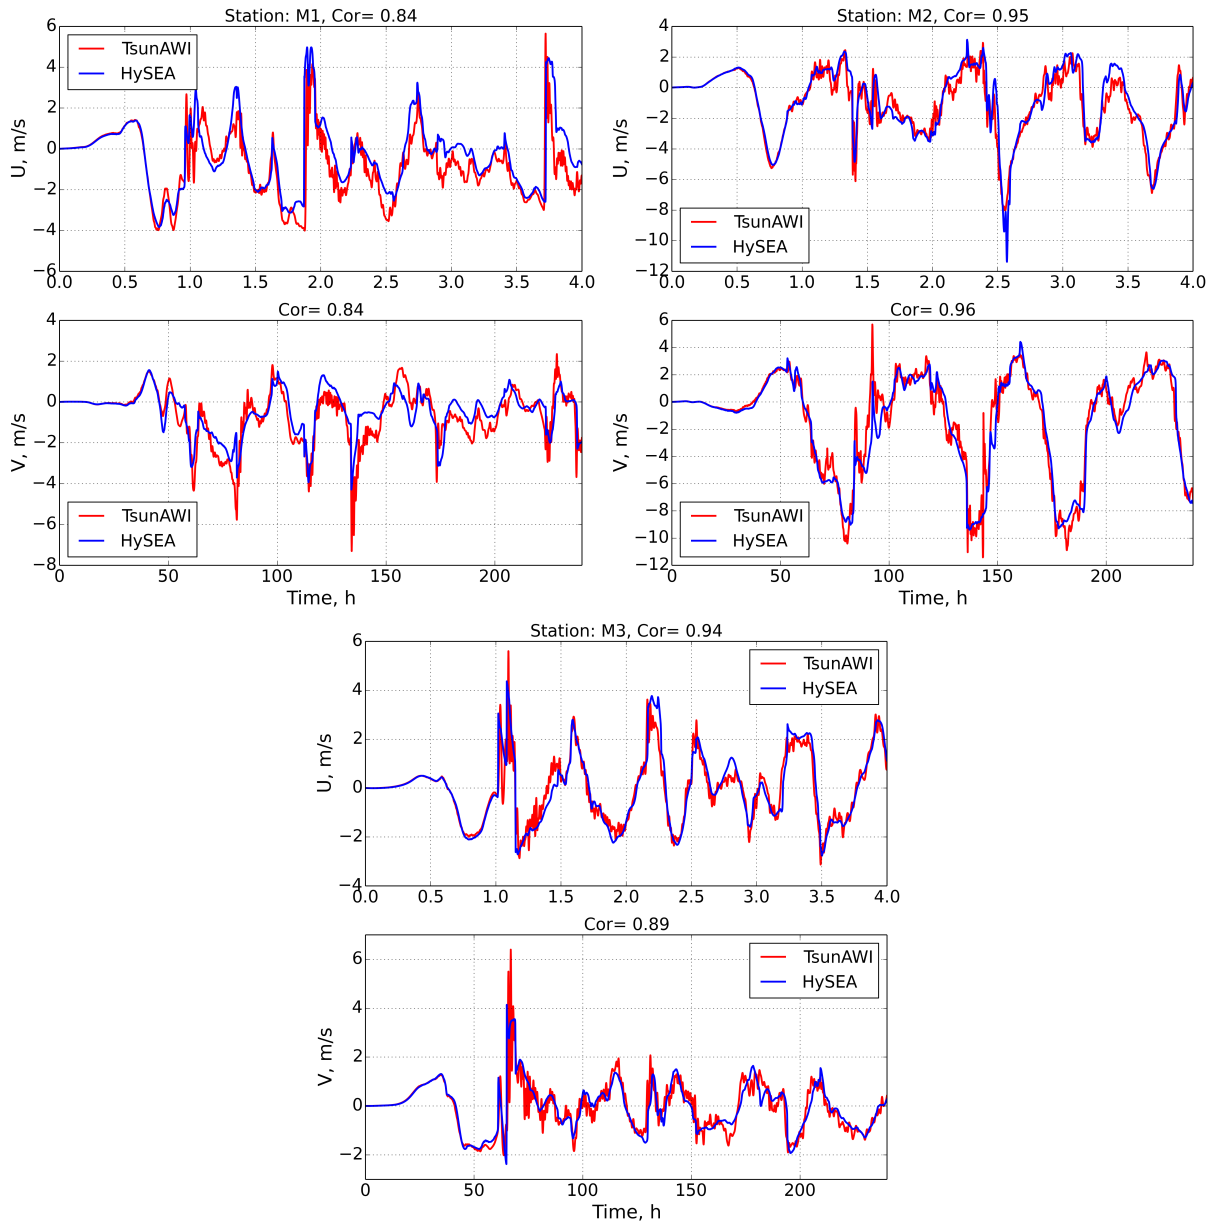 Station: M1, Cor= 0.84
U, m/s
6
4
2
0
−2
−4
−6
TsunAWI
HySEA
0.0 0.5 1.0 1.5 2.0 2.5 3.0 3.5 4.0
Station: M2, Cor= 0.95
U, m/s
4
2
0
−2
−4
−6
−8
−10
−12
TsunAWI
HySEA
0.0 0.5 1.0 1.5 2.0 2.5 3.0 3.5 4.0
Cor= 0.84
V, m/s
4
2
0
−2
−4
−6
−8
TsunAWI
HySEA
0 50 100 150 200
Time, h
Cor= 0.96
V, m/s
6
4
2
0
−2
−4
−6
−8
−10
−12
TsunAWI
HySEA
0 50 100 150 200
Time, h
Station: M3, Cor= 0.94
U, m/s
6
4
2
0
−2
−4
TsunAWI
HySEA
0.0 0.5 1.0 1.5 2.0 2.5 3.0 3.5 4.0
Cor= 0.89
V, m/s
6
4
2
0
−2
TsunAWI
HySEA
0 50 100 150 200
Time, h